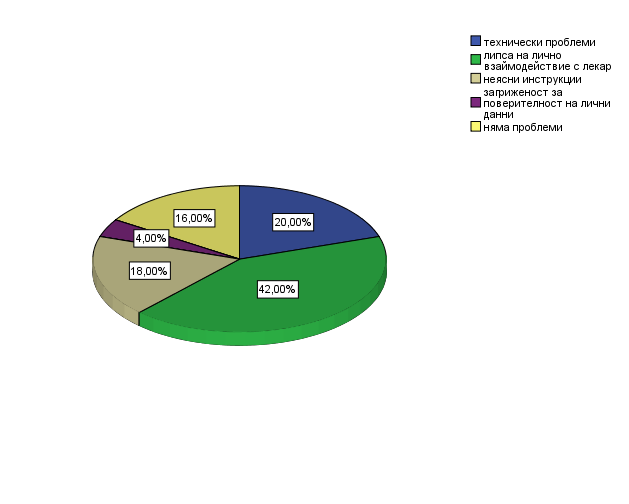 технически проблеми
липса на лично
взаимодействие с лекар
неясни инструкции
загриженост за
поверителност на лични
данни
няма проблеми
16,00%
20,00%
4,00%
18,00%
42,00%